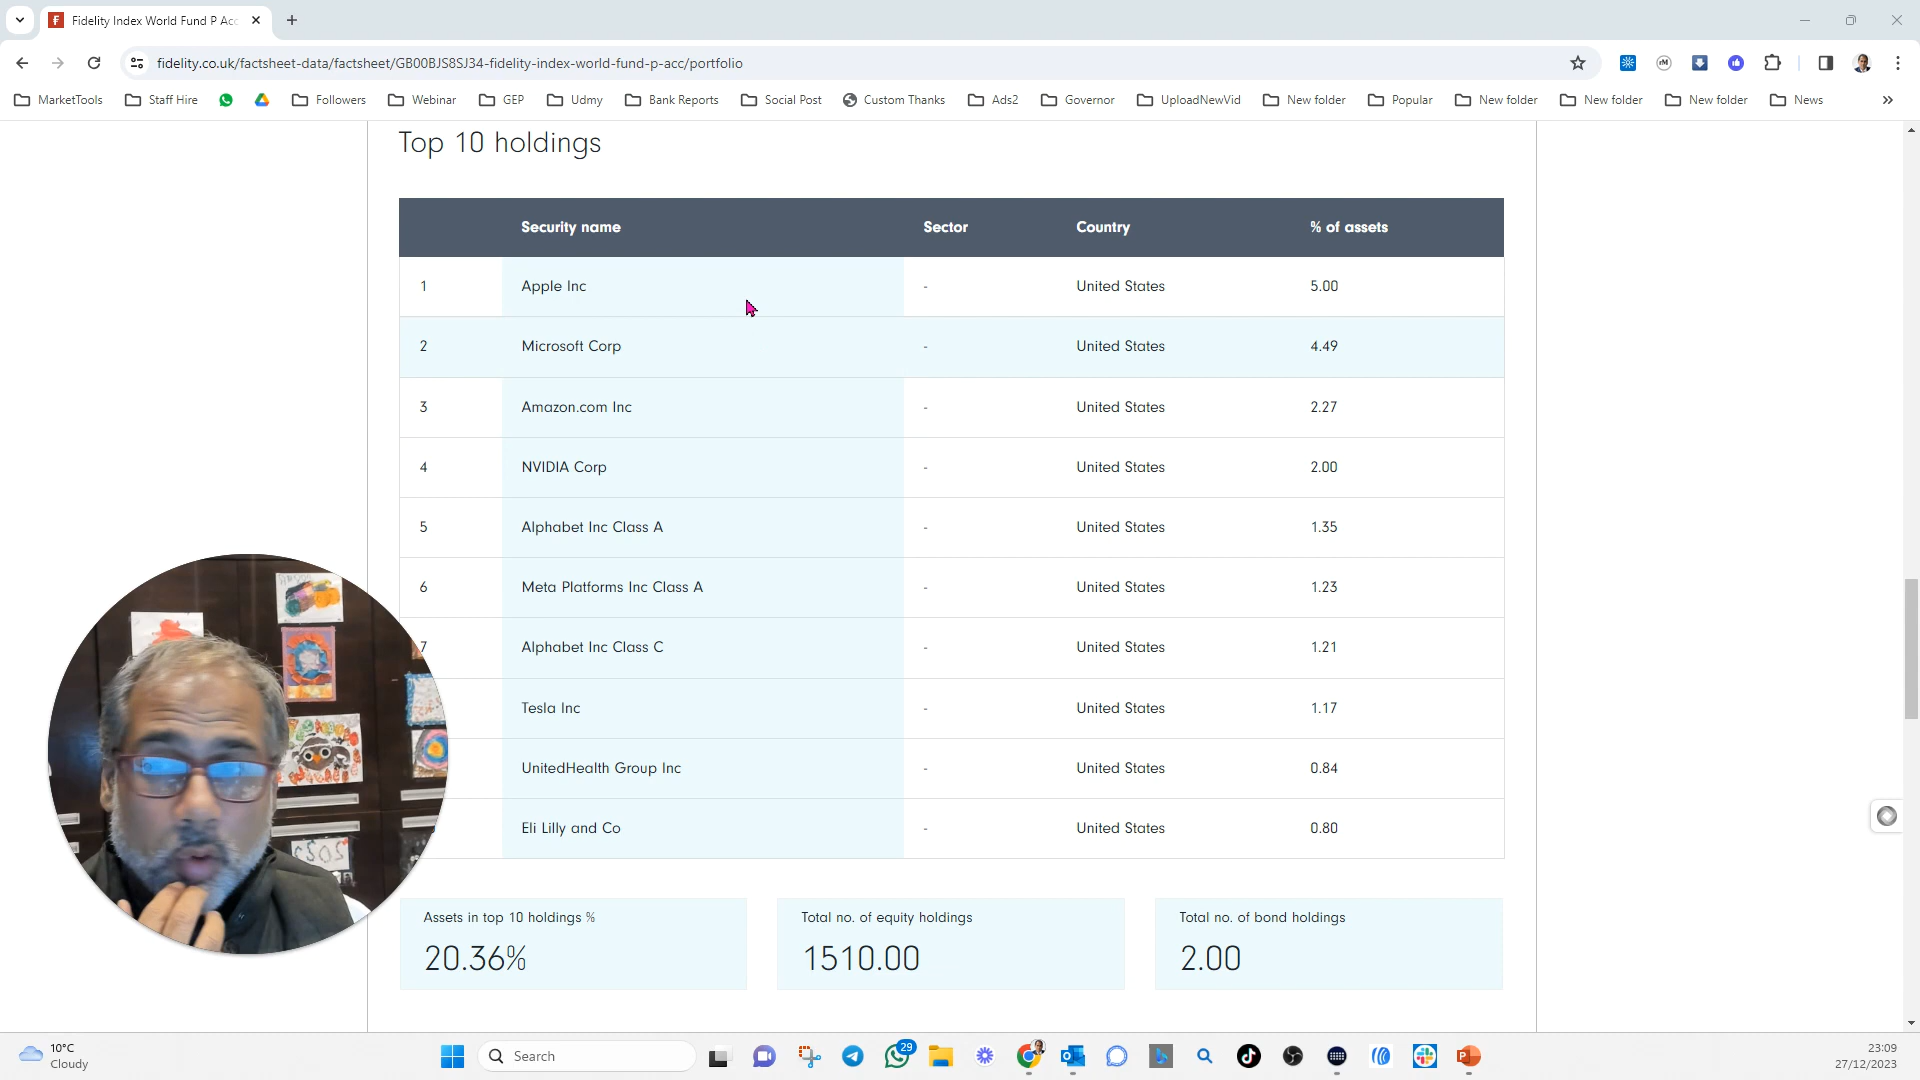 Fidelity Index World Fund P Acc
fidelity.co.uk/factsheet-data/factsheet/GB00BJS8SJ34-fidelity-index-world-fund-p-acc/portfolio
MarketTools Staff Hire Followers Webinar GEP Udmy Bank Reports Social Post Custom Thanks Ads2 Governor UploadNewVid New folder Popular New folder New folder New folder News
Top 10 holdings
Security name Sector Country % of assets
1 Apple Inc - United States 5.00
2 Microsoft Corp - United States 4.49
3 Amazon.com Inc - United States 2.27
4 NVIDIA Corp - United States 2.00
5 Alphabet Inc Class A - United States 1.35
6 Meta Platforms Inc Class A - United States 1.23
7 Alphabet Inc Class C - United States 1.21
Tesla Inc - United States 1.17
UnitedHealth Group Inc - United States 0.84
Eli Lilly and Co - United States 0.80
Assets in top 10 holdings % Total no. of equity holdings Total no. of bond holdings
20.36% 1510.00 2.00
10°C
Cloudy
Search
29
23:09
27/12/2023